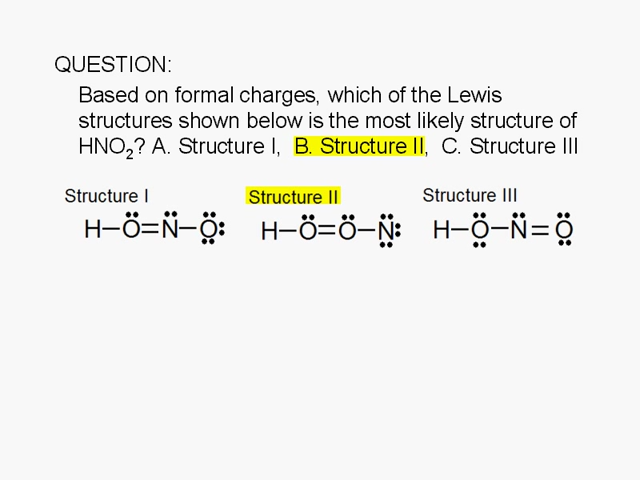 QUESTION:
Based on formal charges, which of the Lewis
structures shown below is the most likely structure of
HNO₂? A. Structure I, B. Structure II, C. Structure III
Structure I Structure II Structure III
H–Ö=N̈–Ö: H–Ö=Ö–N̈: H–Ö–N̈=Ö